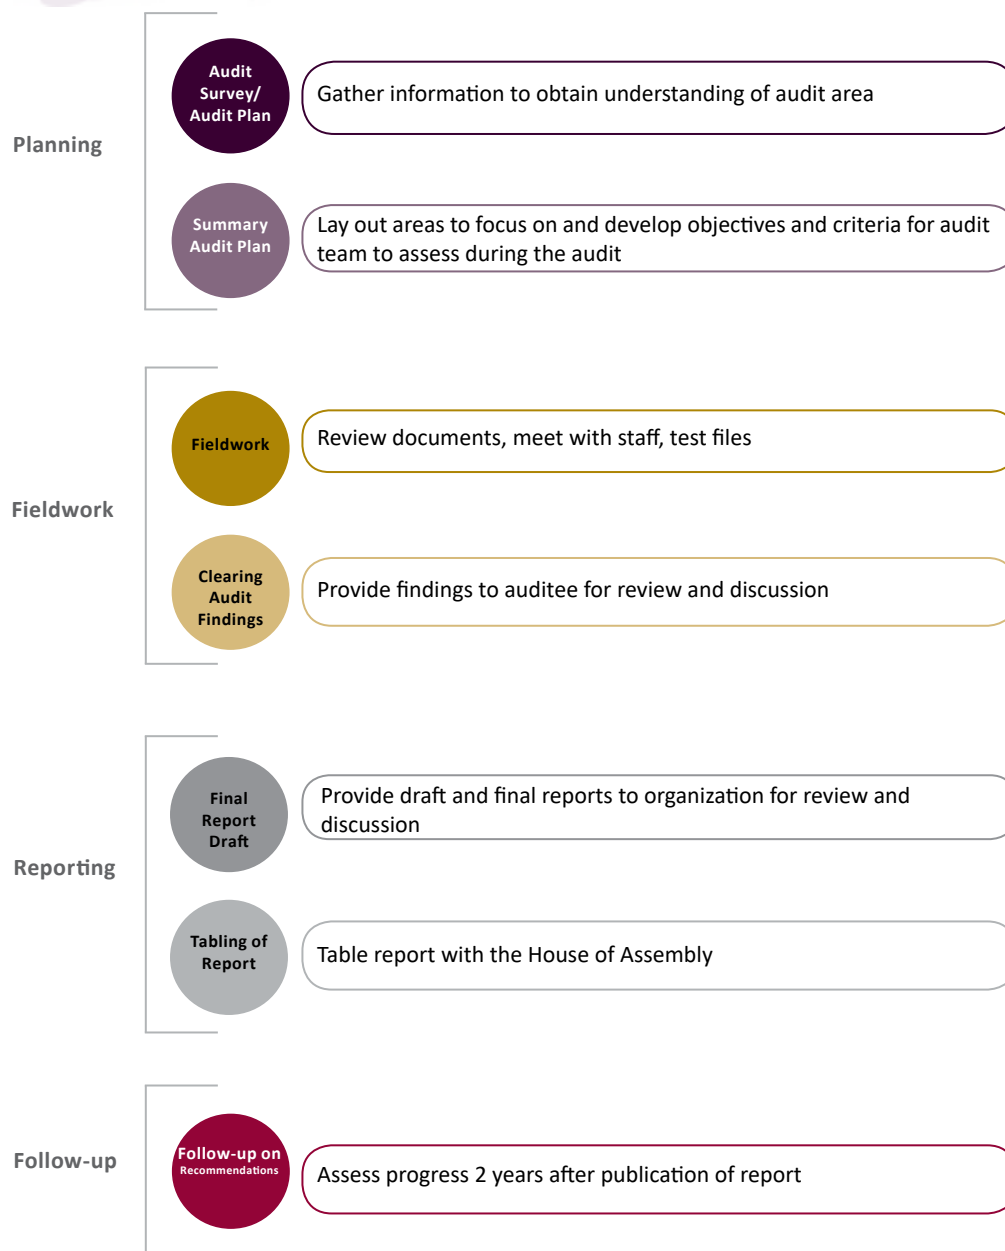 Planning
Audit
Survey/
Audit Plan
Gather information to obtain understanding of audit area
Summary
Audit Plan
Lay out areas to focus on and develop objectives and criteria for audit
team to assess during the audit
Fieldwork
Fieldwork
Review documents, meet with staff, test files
Clearing
Audit
Findings
Provide findings to auditee for review and discussion
Reporting
Final
Report
Draft
Provide draft and final reports to organization for review and
discussion
Tabling of
Report
Table report with the House of Assembly
Follow-up
Follow-up on
Recommendations
Assess progress 2 years after publication of report